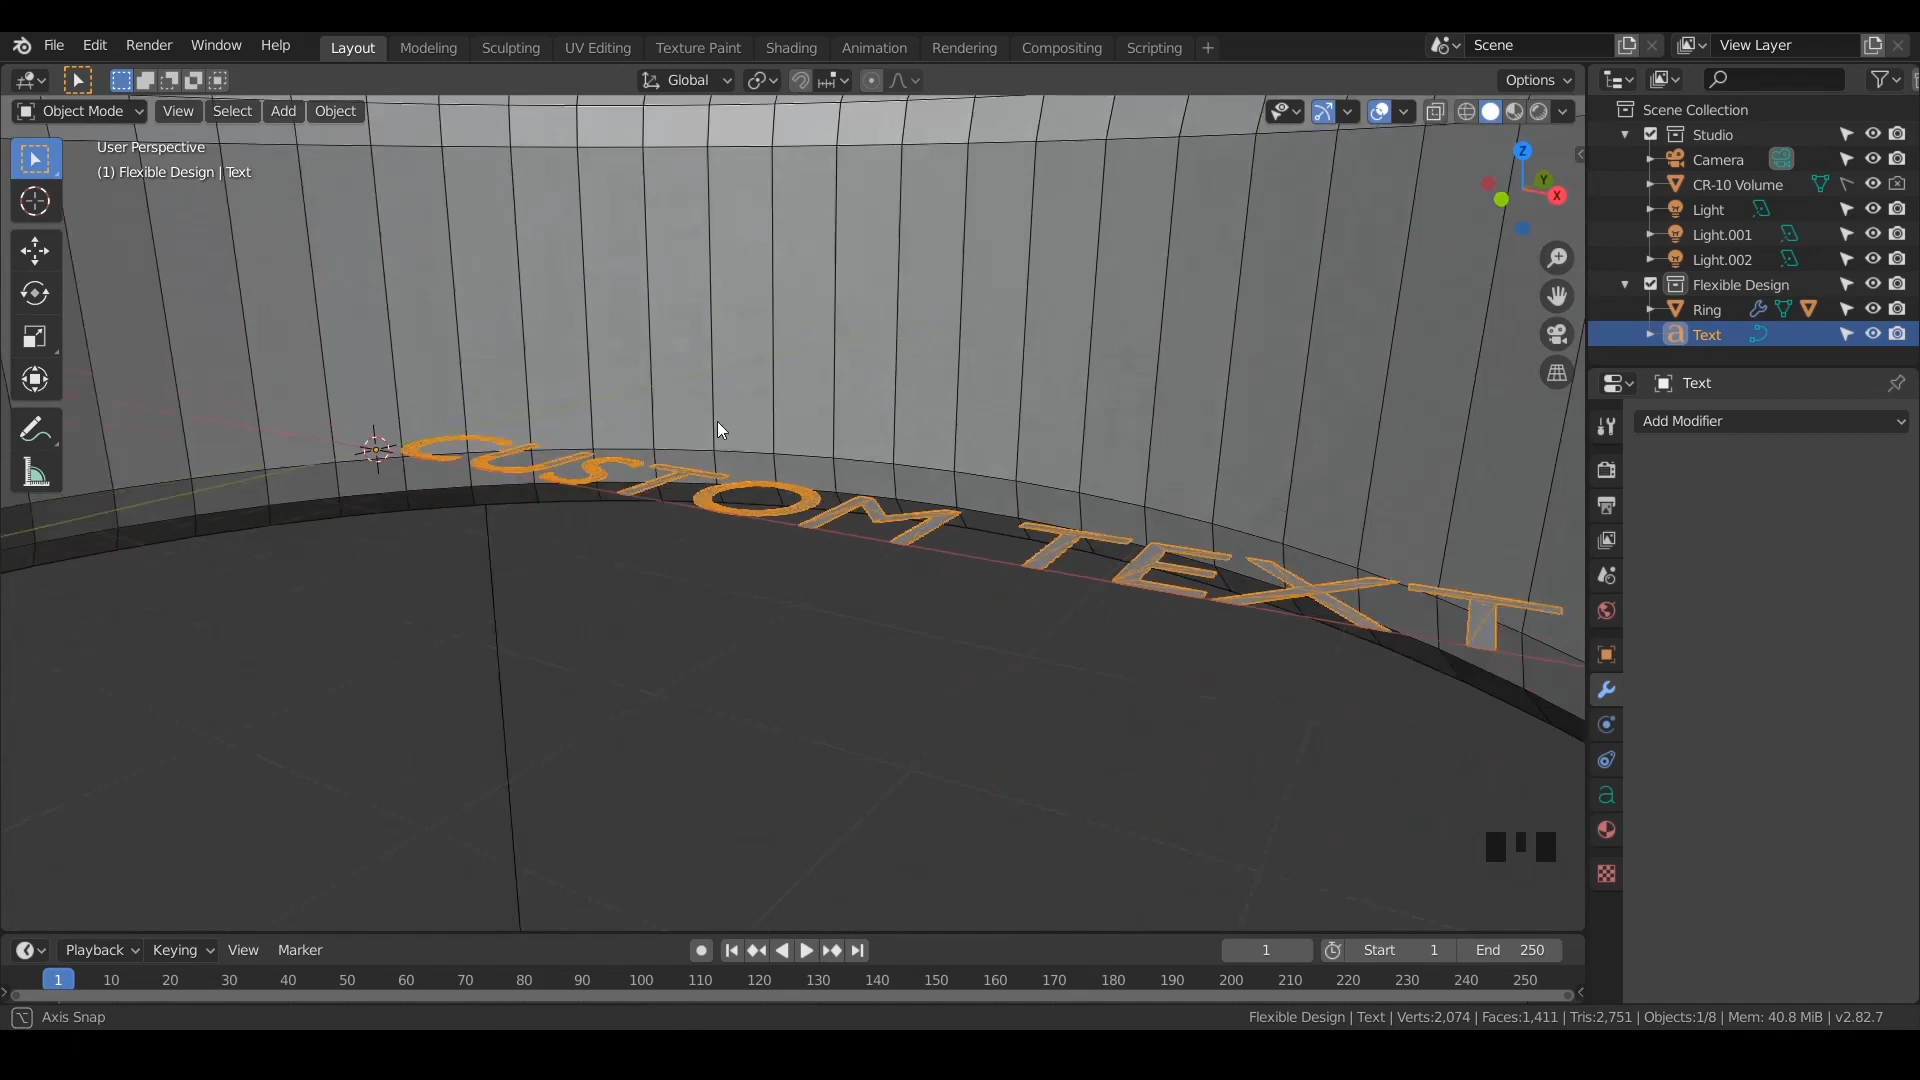 File Edit Render Window Help Layout Modeling Sculpting UV Editing Texture Paint Shading Animation Rendering Compositing Scripting + Scene View Layer
Global Options
Object Mode View Select Add Object
User Perspective
(1) Flexible Design | Text
Z
Y
X
CUSTOM TEXT
Scene Collection
Studio
Camera
CR-10 Volume
Light
Light.001
Light.002
Flexible Design
Ring
Text
Text
Add Modifier
Playback Keying View Marker 1 Start 1 End 250
1 10 20 30 40 50 60 70 80 90 100 110 120 130 140 150 160 170 180 190 200 210 220 230 240 250
Axis Snap Flexible Design | Text | Verts:2,074 | Faces:1,411 | Tris:2,751 | Objects:1/8 | Mem: 40.8 MiB | v2.82.7